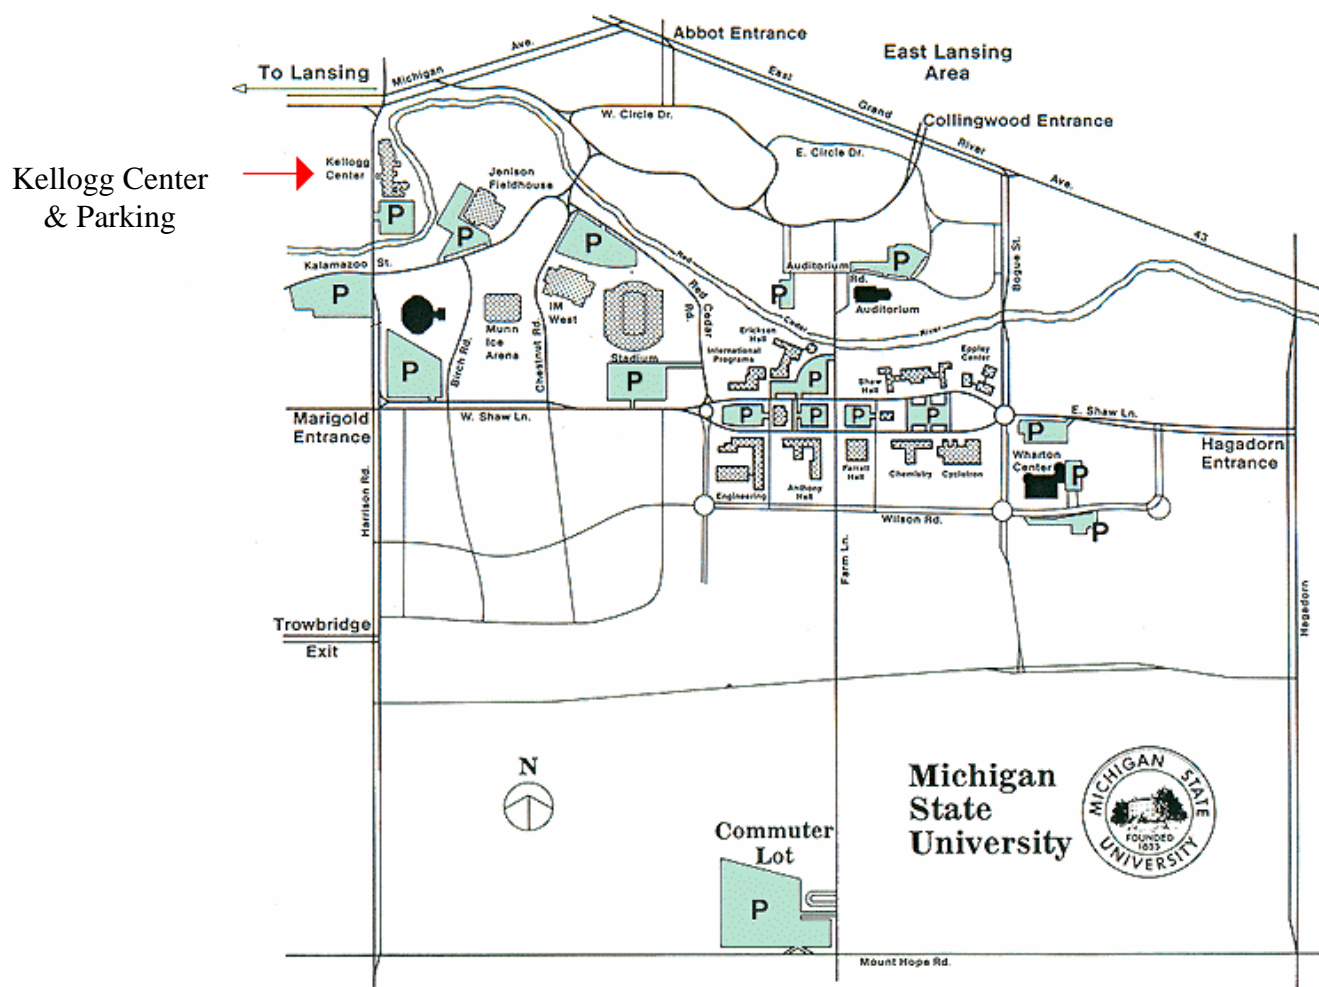 Abbot Entrance
East Lansing
Area
To Lansing
Michigan
Ave.
East
Grand
River
Ave.
43
W. Circle Dr.
Collingwood Entrance
E. Circle Dr.
Kellogg Center
& Parking
Kellogg
Center
Jenison
Fieldhouse
P
P
P
P
Kalamazoo St.
P
Auditorium
Rd.
P
Auditorium
Bogue St.
Red
Cedar
River
Red Cedar
Rd.
IM
West
Munn
Ice
Arena
Stadium
Birch Rd.
Chestnut Rd.
P
P
Erickson
Hall
International
Programs
P
Shaw
Hall
Eppley
Center
P
P
P
P
W. Shaw Ln.
E. Shaw Ln.
Marigold
Entrance
Hagadorn
Entrance
P
Wharton
Center
P
P
Engineering
Anthony
Hall
Farrall
Hall
Chemistry
Cyclotron
Harrison Rd.
Wilson Rd.
Farm Ln.
Trowbridge
Exit
Hagadorn
N
Michigan
State
University
MICHIGAN STATE
UNIVERSITY
FOUNDED
Commuter
Lot
P
Mount Hope Rd.